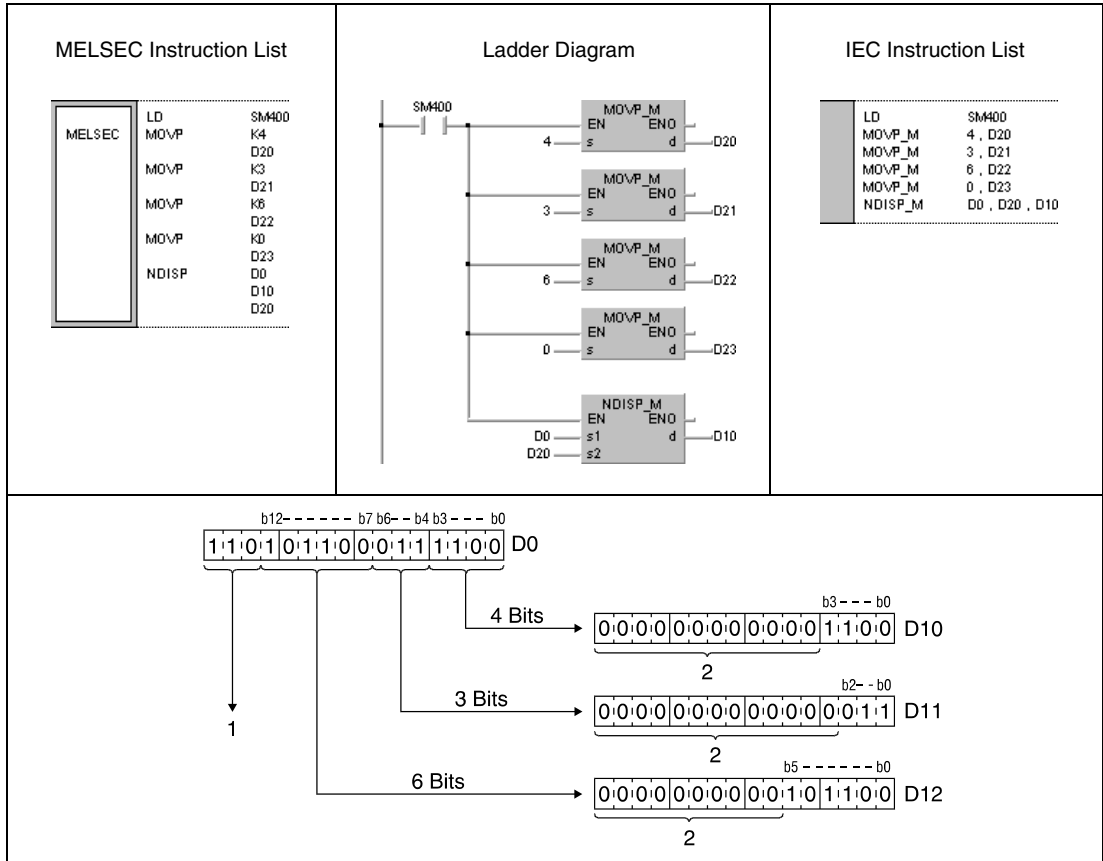 MELSEC Instruction List
MELSEC
LD SM400
MOVP K4
D20
MOVP K3
D21
MOVP K6
D22
MOVP K0
D23
NDISP D0
D10
D20
Ladder Diagram
SM400
MOVP_M
EN ENO
4 s d D20
MOVP_M
EN ENO
3 s d D21
MOVP_M
EN ENO
6 s d D22
MOVP_M
EN ENO
0 s d D23
NDISP_M
EN ENO
D0 s1 d D10
D20 s2
IEC Instruction List
LD SM400
MOVP_M 4 , D20
MOVP_M 3 , D21
MOVP_M 6 , D22
MOVP_M 0 , D23
NDISP_M D0 , D20 , D10
b12 b7 b6 b4 b3 b0
1 1 0 1 0 1 1 0 0 0 1 1 1 1 0 0 D0
4 Bits
b3 b0
0 0 0 0 0 0 0 0 0 0 0 0 1 1 0 0 D10
2
3 Bits
b2 b0
0 0 0 0 0 0 0 0 0 0 0 0 0 0 1 1 D11
1
2
6 Bits
b5 b0
0 0 0 0 0 0 0 0 0 0 1 0 1 1 0 0 D12
2